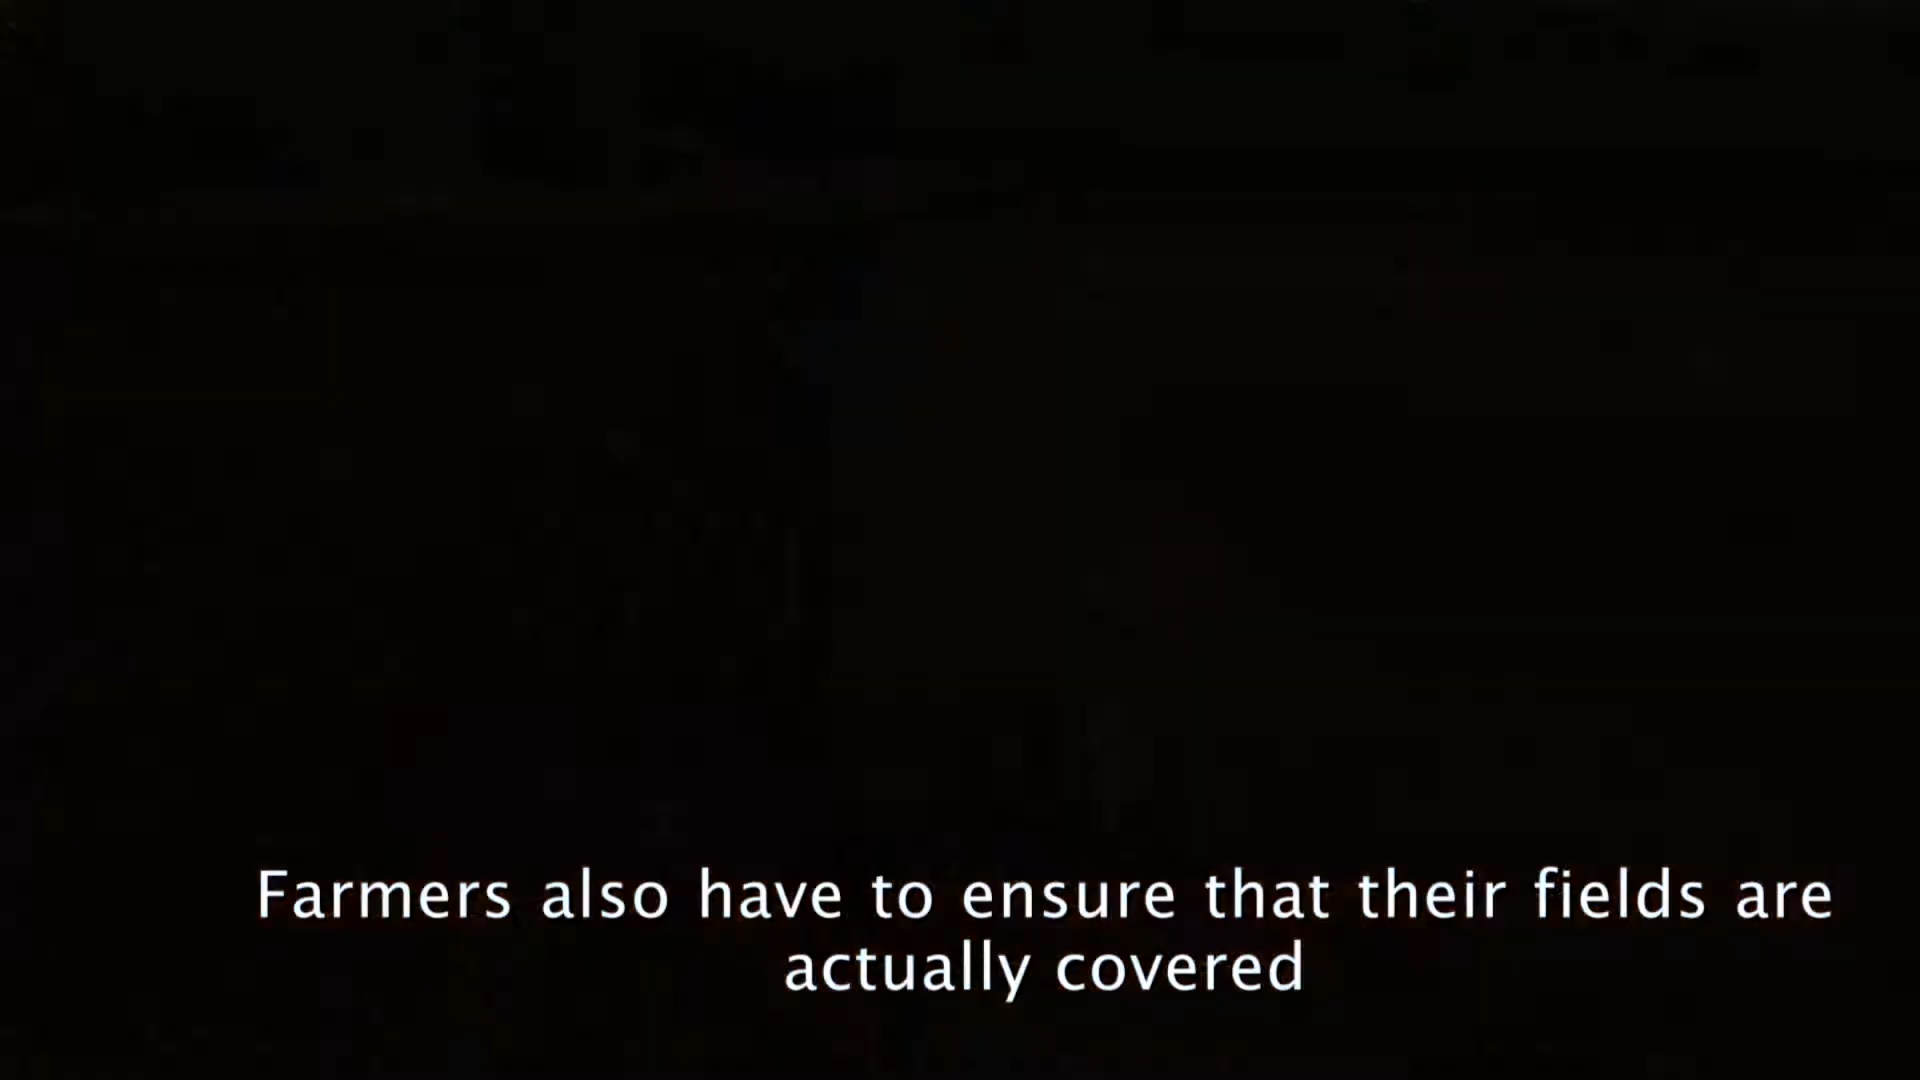 Farmers also have to ensure that their fields are
actually covered